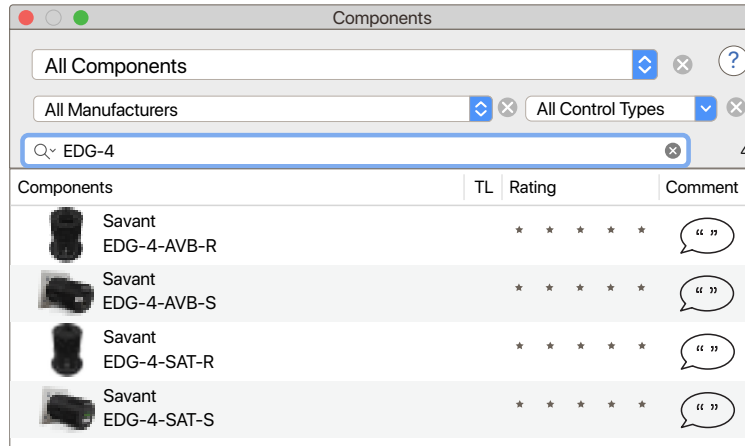 Components
All Components
?
All Manufacturers
All Control Types
EDG-4
4
Components TL Rating Comment
Savant
EDG-4-AVB-R
* * * * *
“ ”
Savant
EDG-4-AVB-S
* * * * *
“ ”
Savant
EDG-4-SAT-R
* * * * *
“ ”
Savant
EDG-4-SAT-S
* * * * *
“ ”